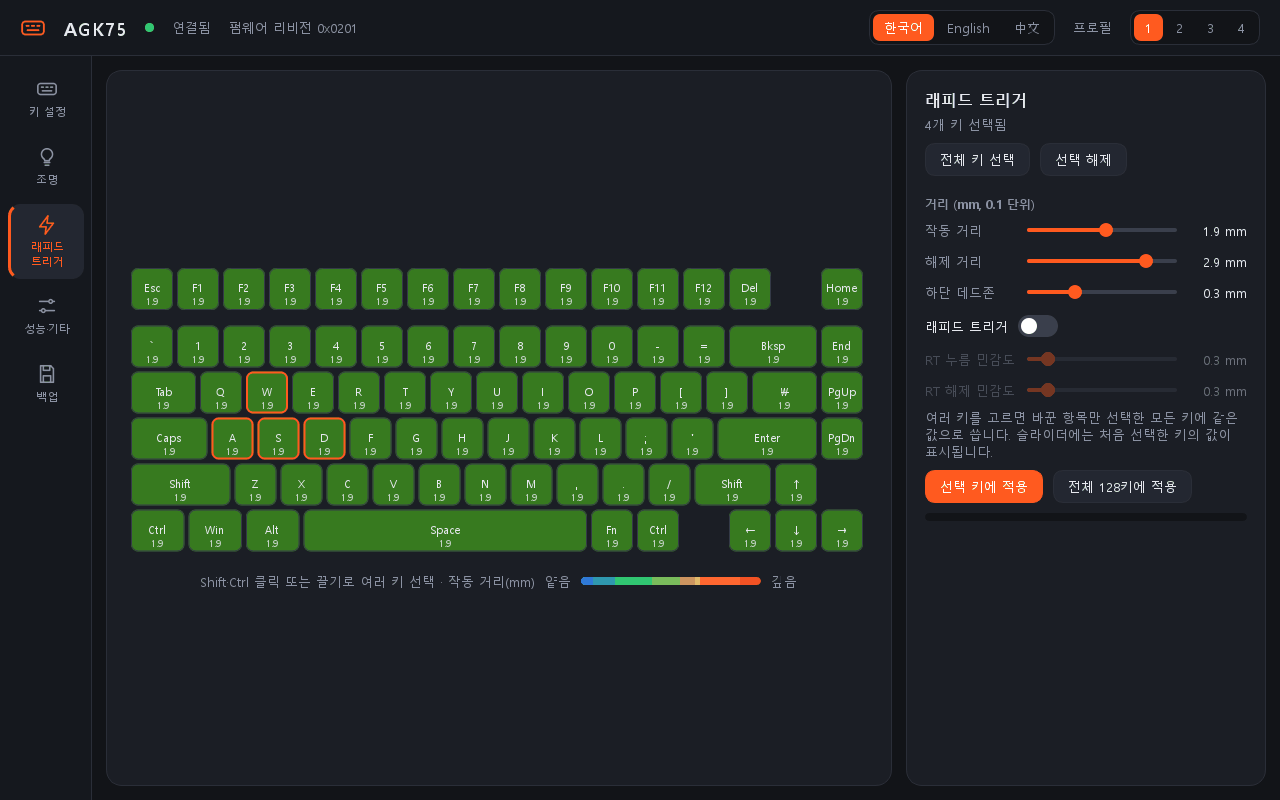 AGK75 연결됨 펌웨어 리비전 0x0201 한국어 English 中文 프로필 1 2 3 4
키 설정
조명
래피드
트리거
성능·기타
백업
Esc F1 F2 F3 F4 F5 F6 F7 F8 F9 F10 F11 F12 Del Home
1.9 1.9 1.9 1.9 1.9 1.9 1.9 1.9 1.9 1.9 1.9 1.9 1.9 1.9 1.9
` 1 2 3 4 5 6 7 8 9 0 - = Bksp End
1.9 1.9 1.9 1.9 1.9 1.9 1.9 1.9 1.9 1.9 1.9 1.9 1.9 1.9 1.9
Tab Q W E R T Y U I O P [ ] ₩ PgUp
1.9 1.9 1.9 1.9 1.9 1.9 1.9 1.9 1.9 1.9 1.9 1.9 1.9 1.9 1.9
Caps A S D F G H J K L ; ' Enter PgDn
1.9 1.9 1.9 1.9 1.9 1.9 1.9 1.9 1.9 1.9 1.9 1.9 1.9 1.9
Shift Z X C V B N M , . / Shift ↑
1.9 1.9 1.9 1.9 1.9 1.9 1.9 1.9 1.9 1.9 1.9 1.9 1.9
Ctrl Win Alt Space Fn Ctrl ← ↓ →
1.9 1.9 1.9 1.9 1.9 1.9 1.9 1.9 1.9
Shift·Ctrl 클릭 또는 끌기로 여러 키 선택 · 작동 거리(mm) 얕음 깊음
래피드 트리거
4개 키 선택됨
전체 키 선택 선택 해제
거리 (mm, 0.1 단위)
작동 거리 1.9 mm
해제 거리 2.9 mm
하단 데드존 0.3 mm
래피드 트리거
RT 누름 민감도 0.3 mm
RT 해제 민감도 0.3 mm
여러 키를 고르면 바꾼 항목만 선택한 모든 키에 같은
값으로 씁니다. 슬라이더에는 처음 선택한 키의 값이
표시됩니다.
선택 키에 적용 전체 128키에 적용